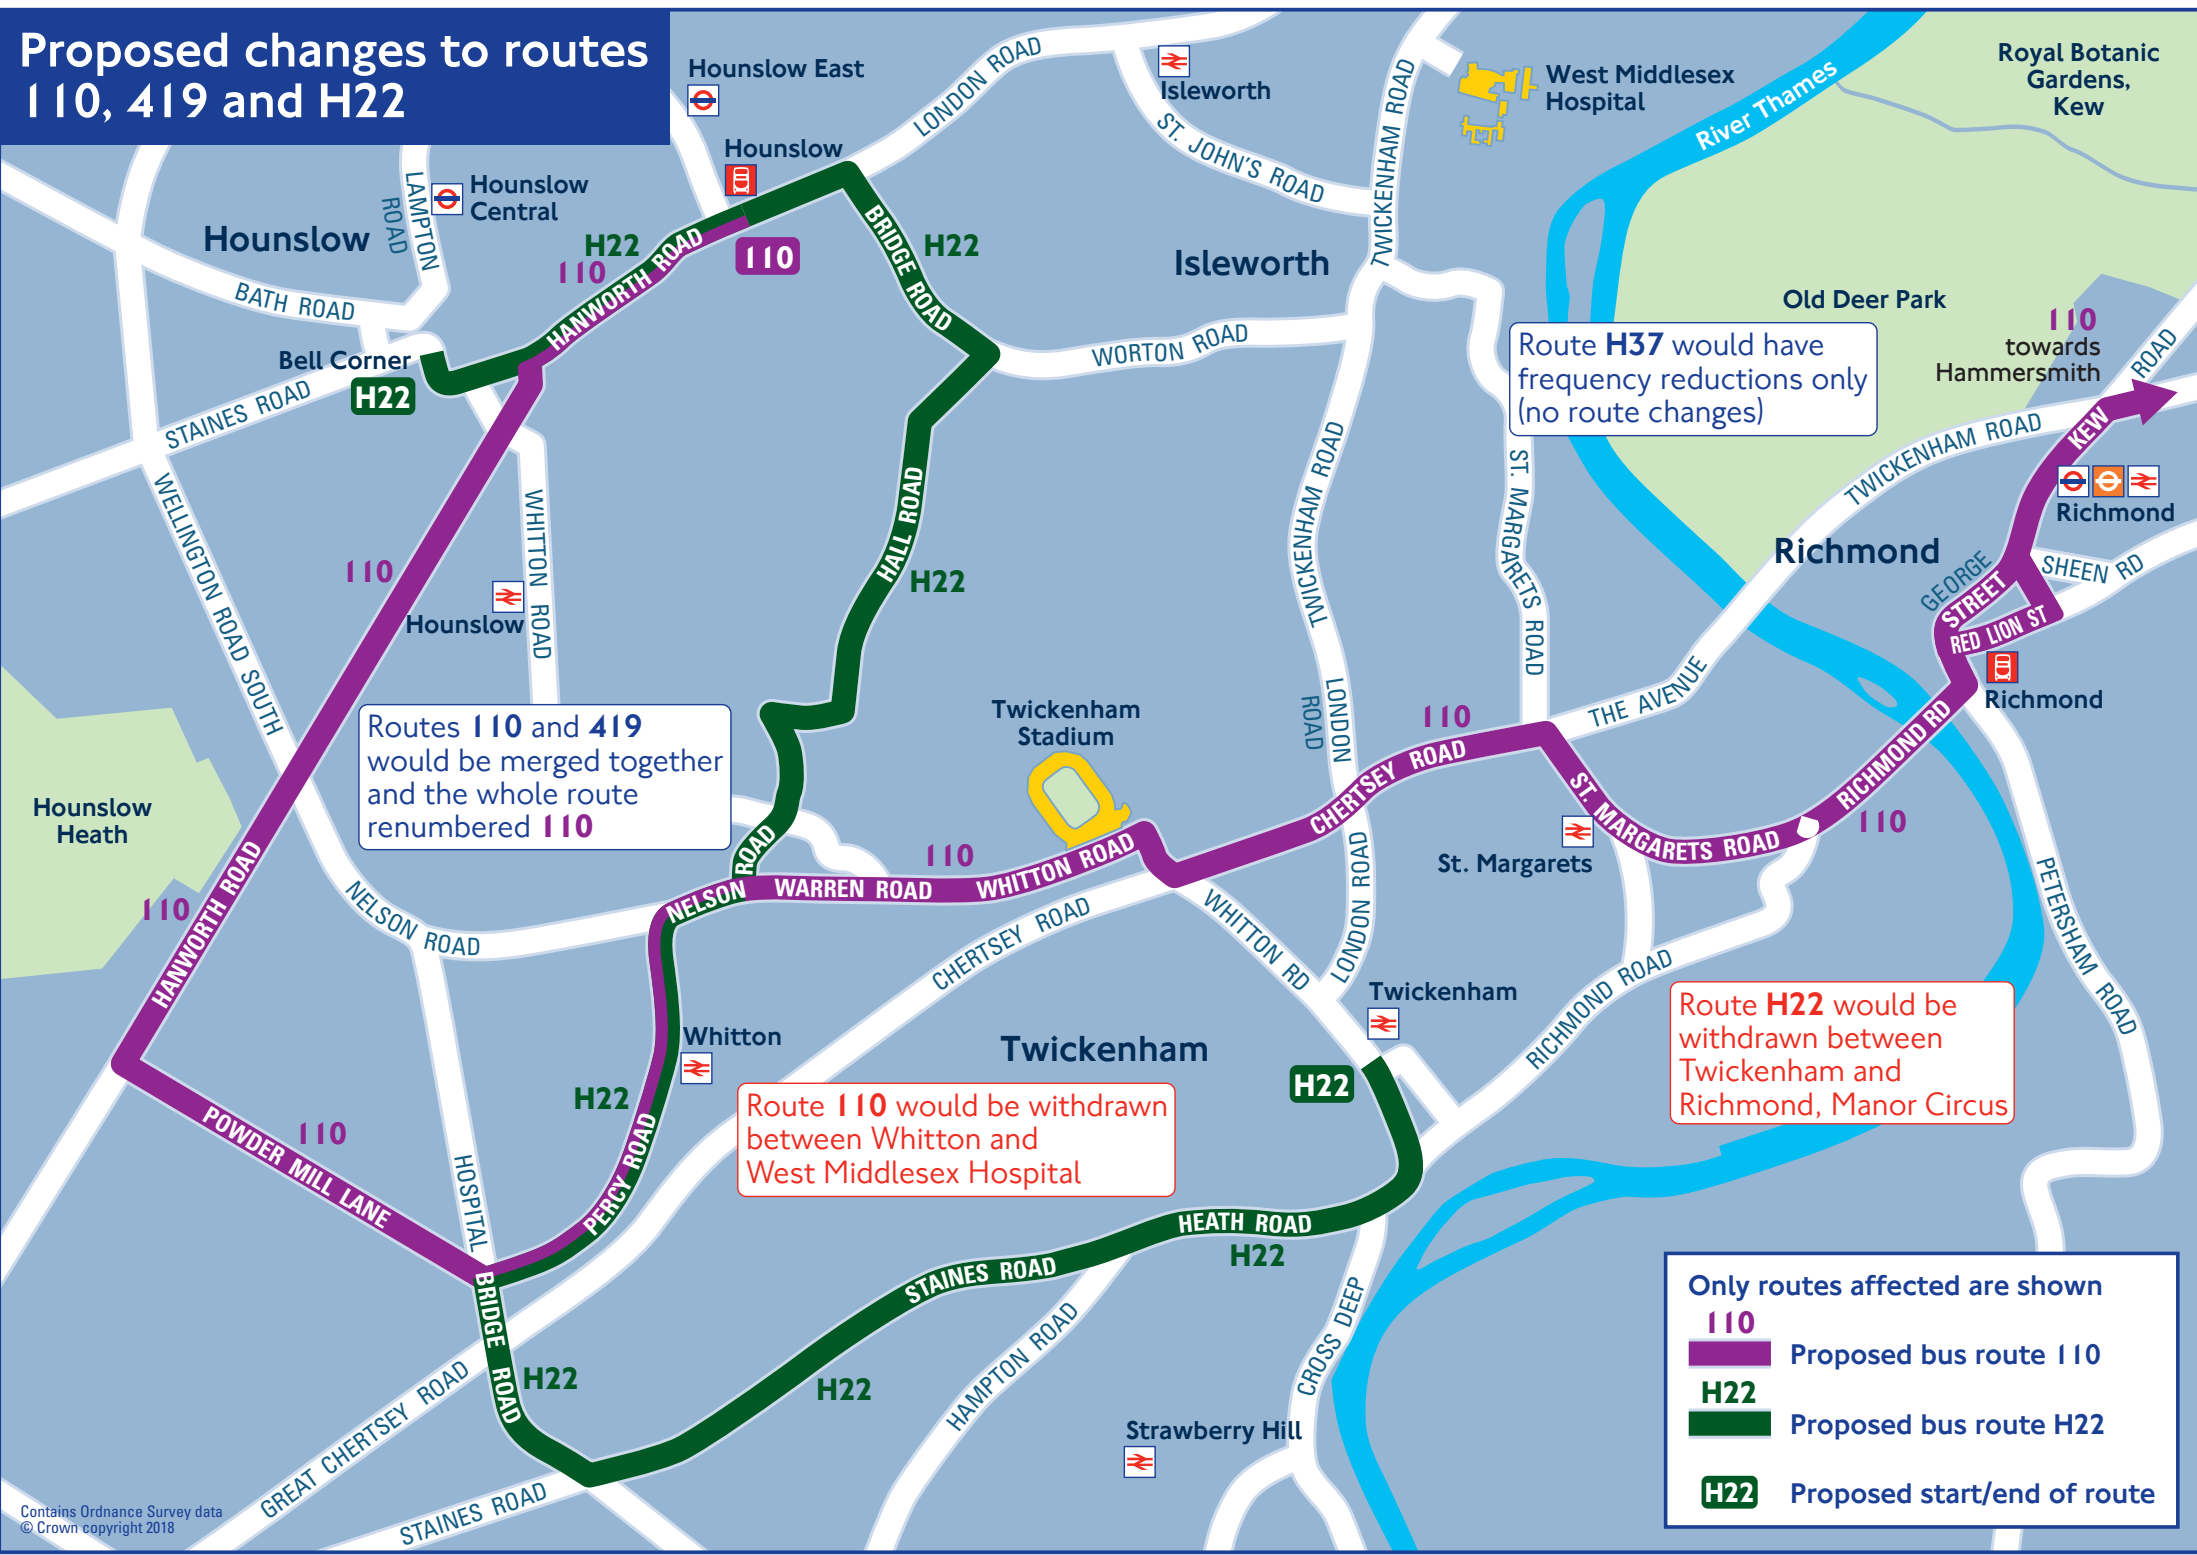 Proposed changes to routes
110, 419 and H22
Hounslow East
Hounslow
LONDON ROAD
Isleworth
ST. JOHN'S ROAD
TWICKENHAM ROAD
West Middlesex
Hospital
River Thames
Royal Botanic
Gardens,
Kew
LAMPTON
ROAD
Hounslow
Central
Hounslow
BATH ROAD
H22
110
HANWORTH ROAD
110
BRIDGE ROAD
H22
Isleworth
WORTON ROAD
Old Deer Park
Route H37 would have
frequency reductions only
(no route changes)
110
towards
Hammersmith
KEW
ROAD
Bell Corner
H22
STAINES ROAD
WELLINGTON ROAD SOUTH
WHITTON ROAD
HALL ROAD
H22
TWICKENHAM ROAD
ST. MARGARETS ROAD
TWICKENHAM ROAD
Richmond
Richmond
GEORGE
STREET
SHEEN RD
RED LION ST
Richmond
110
Hounslow
Routes 110 and 419
would be merged together
and the whole route
renumbered 110
Twickenham
Stadium
LONDON
ROAD
110
CHERTSEY ROAD
THE AVENUE
RICHMOND RD
110
ST. MARGARETS ROAD
St. Margarets
Hounslow
Heath
110
HANWORTH ROAD
NELSON ROAD
NELSON
ROAD
WARREN ROAD
110
WHITTON ROAD
CHERTSEY ROAD
WHITTON RD
LONDON ROAD
PETERSHAM ROAD
Whitton
Twickenham
Twickenham
RICHMOND ROAD
Route H22 would be
withdrawn between
Twickenham and
Richmond, Manor Circus
H22
H22
Route 110 would be withdrawn
between Whitton and
West Middlesex Hospital
110
POWDER MILL LANE
PERCY ROAD
HOSPITAL
BRIDGE ROAD
H22
HEATH ROAD
H22
STAINES ROAD
H22
HAMPTON ROAD
CROSS DEEP
Strawberry Hill
GREAT CHERTSEY ROAD
STAINES ROAD
Contains Ordnance Survey data
© Crown copyright 2018
Only routes affected are shown
110
Proposed bus route 110
H22
Proposed bus route H22
H22
Proposed start/end of route